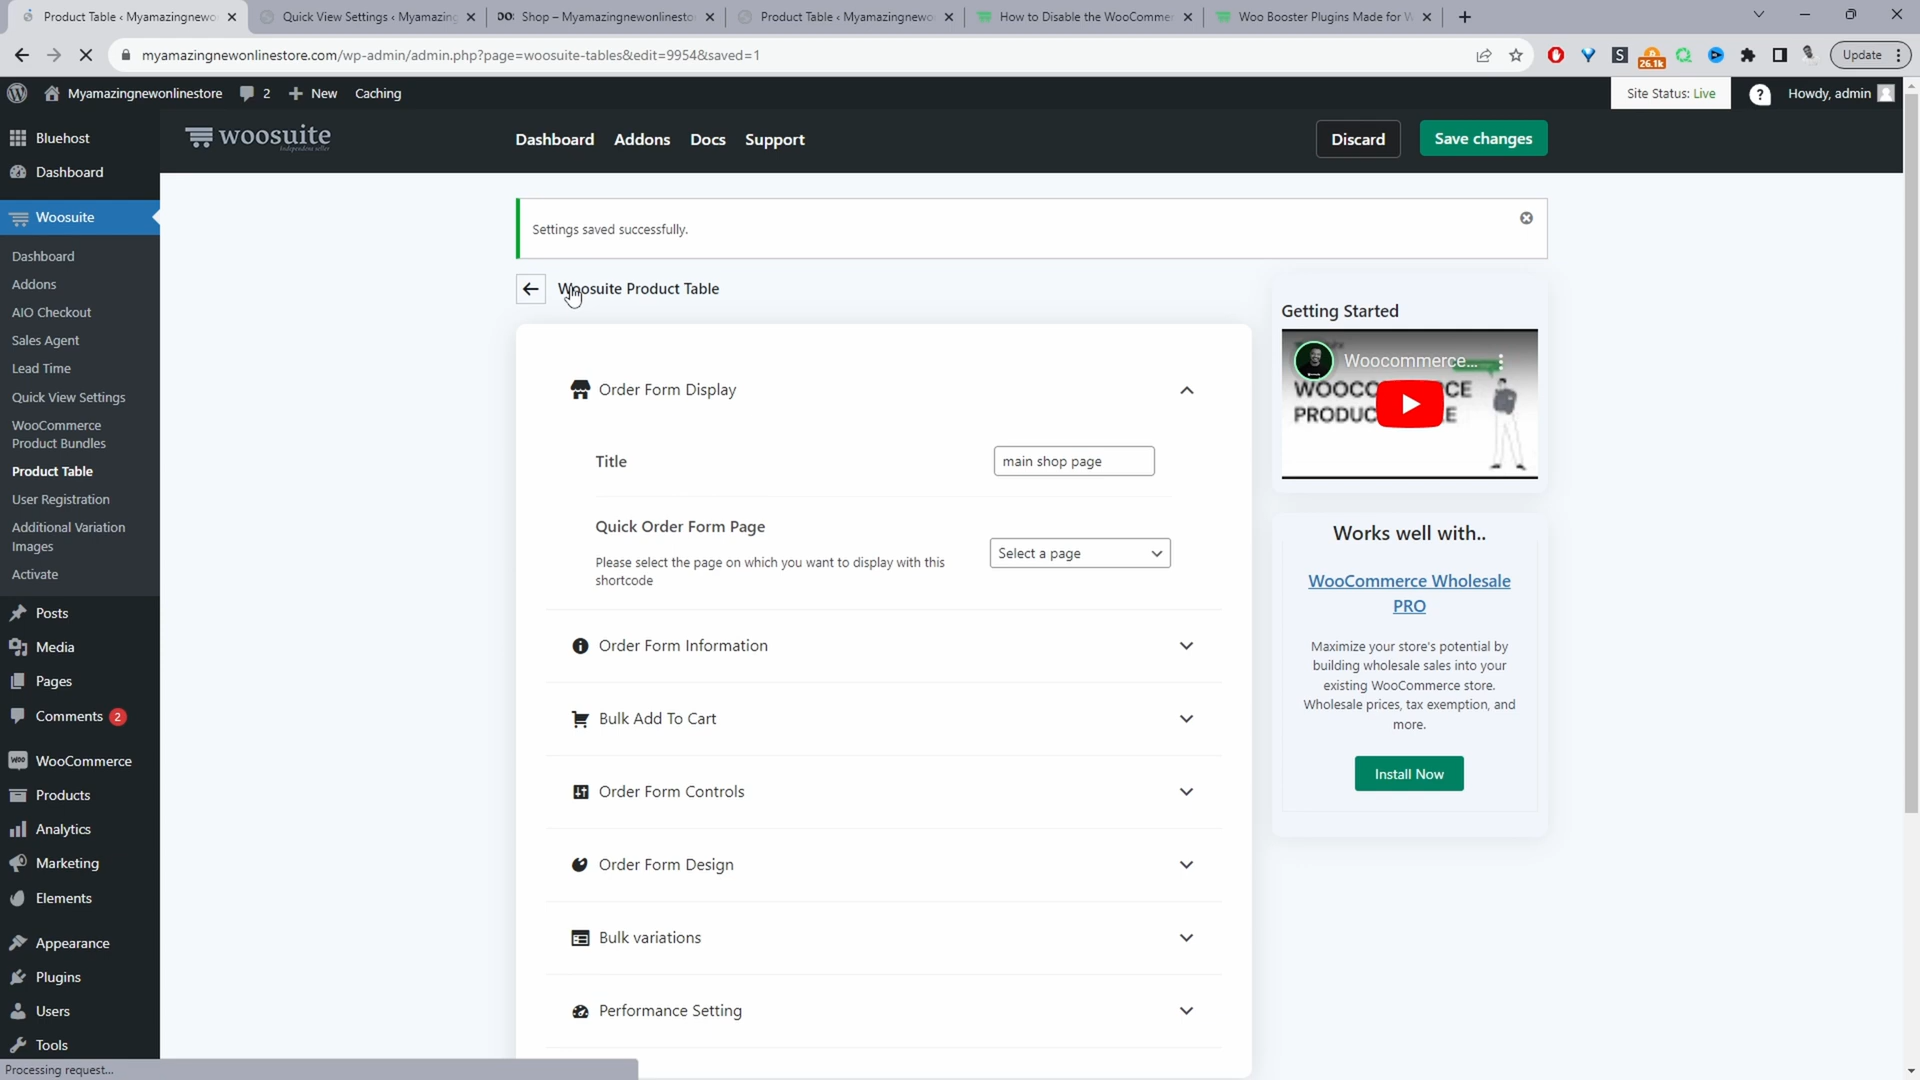 Product Table ‹ Myamazingnewo
Quick View Settings ‹ Myamazing
Shop – Myamazingnewonlinesto
Product Table ‹ Myamazingnewo
How to Disable the WooComme
Woo Booster Plugins Made for W
myamazingnewonlinestore.com/wp-admin/admin.php?page=woosuite-tables&edit=9954&saved=1
26.1k
Update
Myamazingnewonlinestore
2
New
Caching
Site Status: Live
Howdy, admin
woosuite
Independent seller
Dashboard
Addons
Docs
Support
Discard
Save changes
Bluehost
Dashboard
Woosuite
Dashboard
Addons
AIO Checkout
Sales Agent
Lead Time
Quick View Settings
WooCommerce
Product Bundles
Product Table
User Registration
Additional Variation
Images
Activate
Posts
Media
Pages
Comments 2
WooCommerce
Products
Analytics
Marketing
Elements
Appearance
Plugins
Users
Tools
Processing request...
Settings saved successfully.
Woosuite Product Table
Order Form Display
Title
main shop page
Quick Order Form Page
Please select the page on which you want to display with this
shortcode
Select a page
Order Form Information
Bulk Add To Cart
Order Form Controls
Order Form Design
Bulk variations
Performance Setting
Getting Started
Woocommerce...
Works well with..
WooCommerce Wholesale
PRO
Maximize your store's potential by
building wholesale sales into your
existing WooCommerce store.
Wholesale prices, tax exemption, and
more.
Install Now